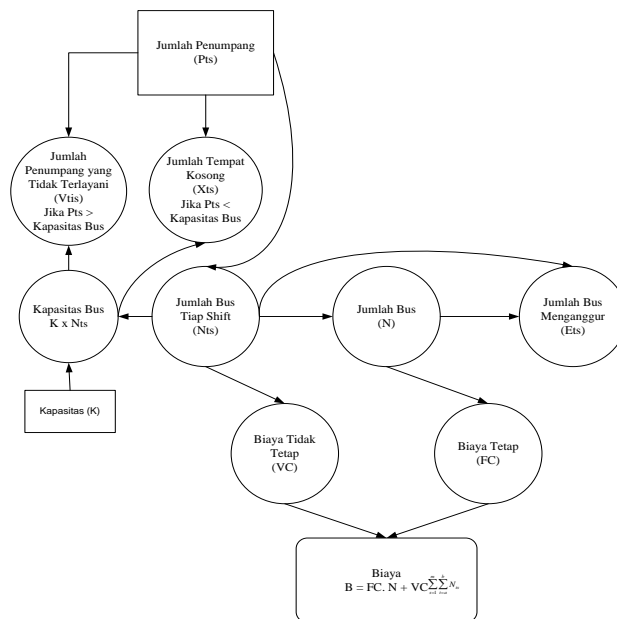 Jumlah Penumpang
(Pts)
Jumlah
Penumpang yang
Tidak Terlayani
(Vtis)
Jika Pts >
Kapasitas Bus
Jumlah Tempat
Kosong
(Xts)
Jika Pts <
Kapasitas Bus
Kapasitas Bus
K x Nts
Jumlah Bus
Tiap Shift
(Nts)
Jumlah Bus
(N)
Jumlah Bus
Menganggur
(Ets)
Kapasitas (K)
Biaya Tidak
Tetap
(VC)
Biaya Tetap
(FC)
Biaya
B = FC. N + VC